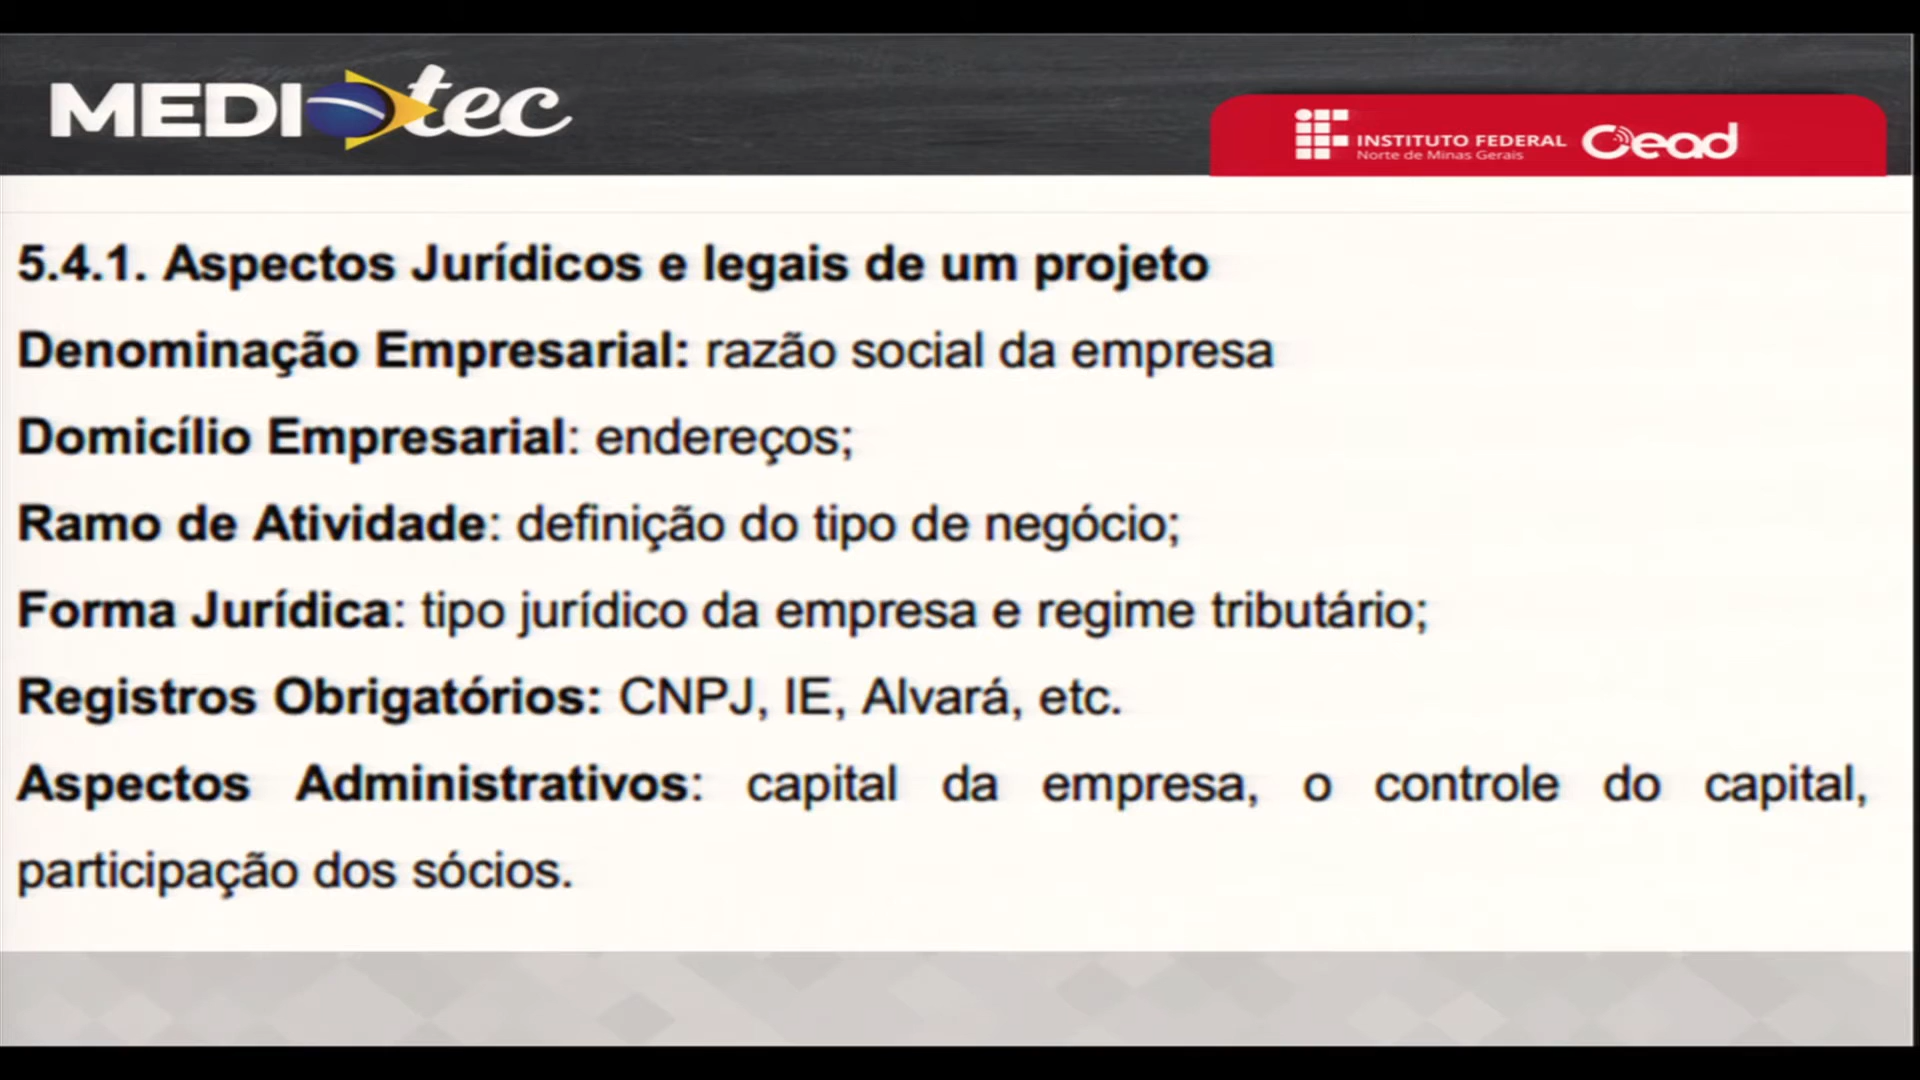 MEDIOtec
INSTITUTO FEDERAL
Norte de Minas Gerais
Cead
5.4.1. Aspectos Jurídicos e legais de um projeto
Denominação Empresarial: razão social da empresa
Domicílio Empresarial: endereços;
Ramo de Atividade: definição do tipo de negócio;
Forma Jurídica: tipo jurídico da empresa e regime tributário;
Registros Obrigatórios: CNPJ, IE, Alvará, etc.
Aspectos Administrativos: capital da empresa, o controle do capital,
participação dos sócios.